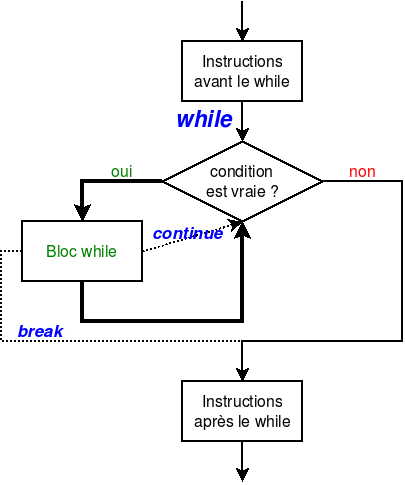 Instructions
avant le while
while
oui
condition
est vraie ?
non
Bloc while
continue
break
Instructions
après le while